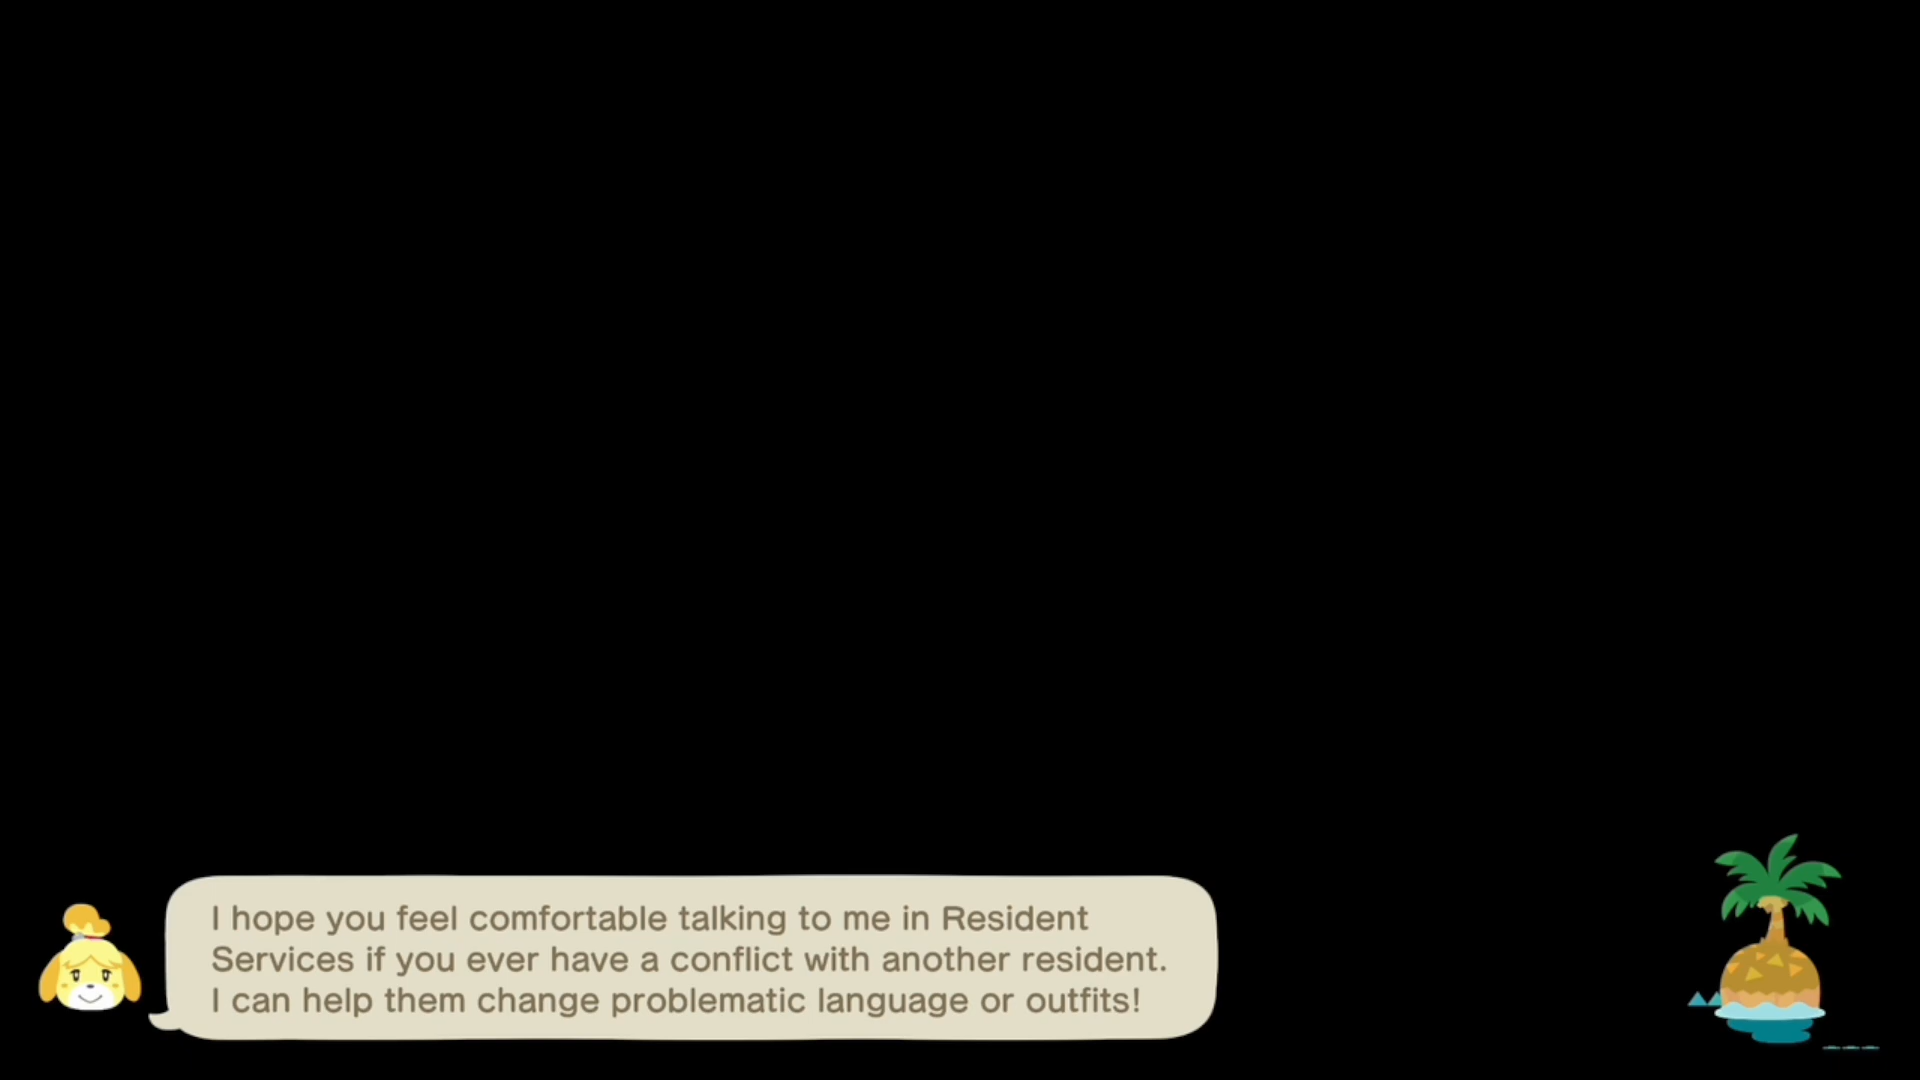 I hope you feel comfortable talking to me in Resident
Services if you ever have a conflict with another resident.
I can help them change problematic language or outfits!